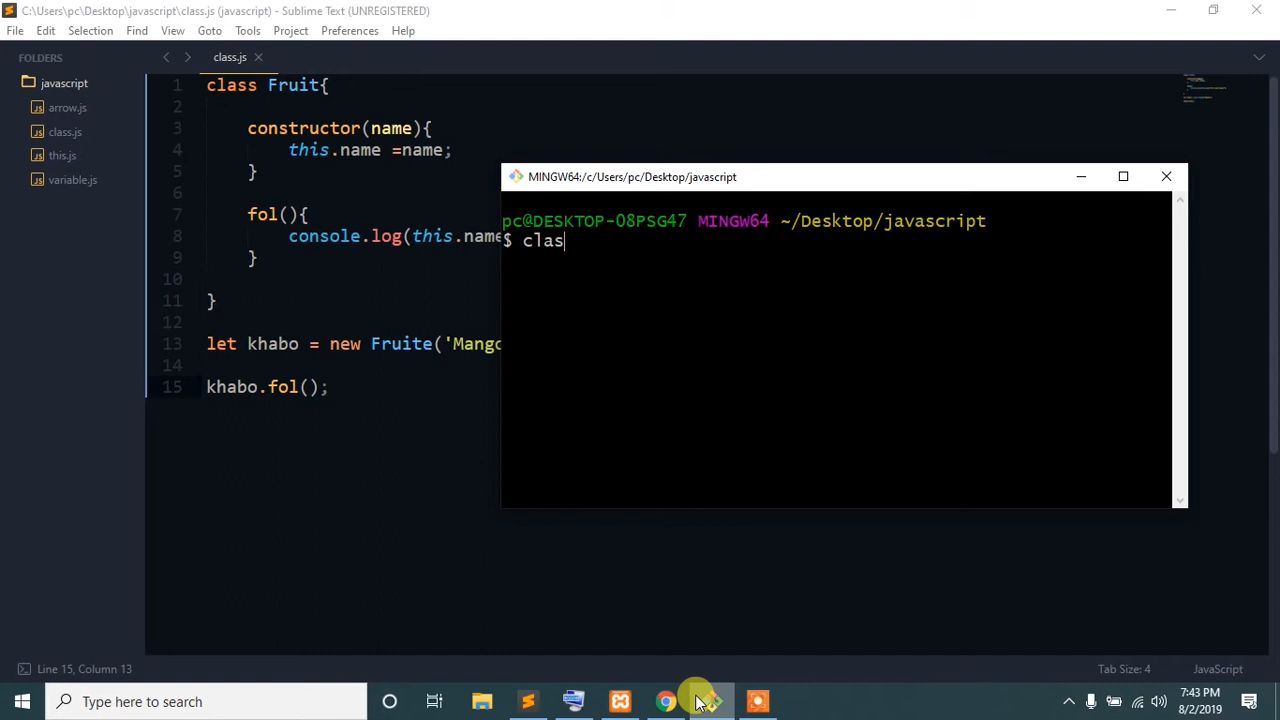 C:\Users\pc\Desktop\javascript\class.js (javascript) - Sublime Text (UNREGISTERED)
File Edit Selection Find View Goto Tools Project Preferences Help
FOLDERS
javascript
arrow.js
class.js
this.js
variable.js
class.js
1 class Fruit{
2
3 constructor(name){
4 this.name =name;
5 }
6
7 fol(){
8 console.log(this.name
9 }
10
11 }
12
13 let khabo = new Fruite('Mango
14
15 khabo.fol();
MINGW64:/c/Users/pc/Desktop/javascript
pc@DESKTOP-O8PSG47 MINGW64 ~/Desktop/javascript
$ clas
Line 15, Column 13
Tab Size: 4
JavaScript
Type here to search
7:43 PM
8/2/2019